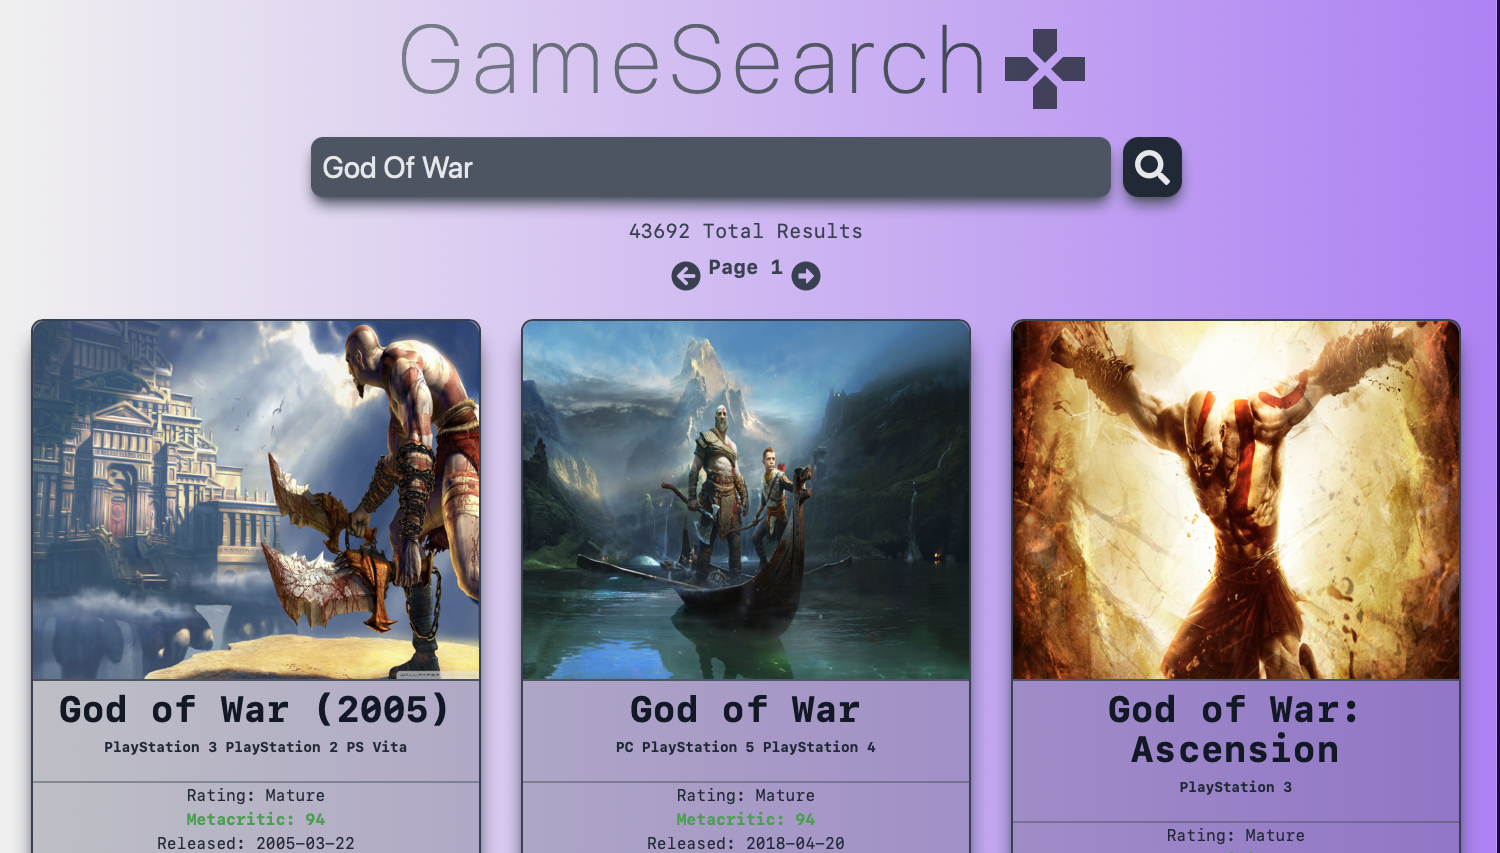 GameSearch
God Of War
43692 Total Results
Page 1
God of War (2005)
PlayStation 3 PlayStation 2 PS Vita
Rating: Mature
Metacritic: 94
Released: 2005-03-22
God of War
PC PlayStation 5 PlayStation 4
Rating: Mature
Metacritic: 94
Released: 2018-04-20
God of War:
Ascension
PlayStation 3
Rating: Mature